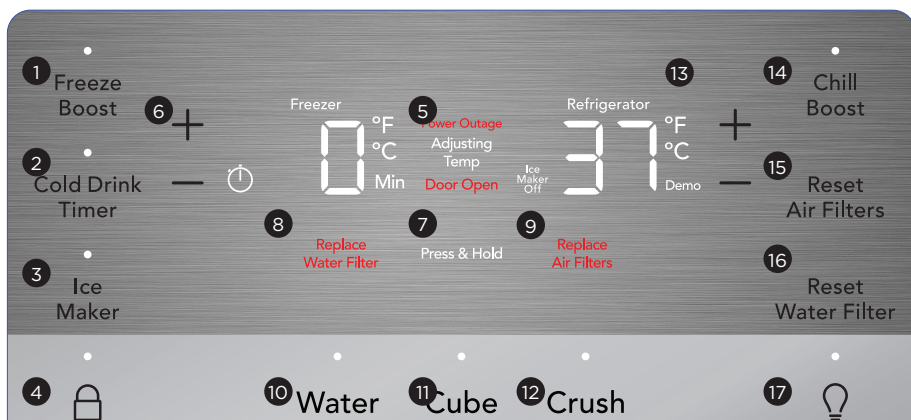 1
Freeze
Boost
2
Cold Drink
Timer
3
Ice
Maker
4
6
+
−
Freezer
0
°F
°C
Min
5
Power Outage
Adjusting
Temp
Door Open
Refrigerator
Ice
Maker
Off
37
°F
°C
Demo
13
+
−
8
Replace
Water Filter
7
Press & Hold
9
Replace
Air Filters
14
Chill
Boost
15
Reset
Air Filters
16
Reset
Water Filter
10 Water
11 Cube
12 Crush
17